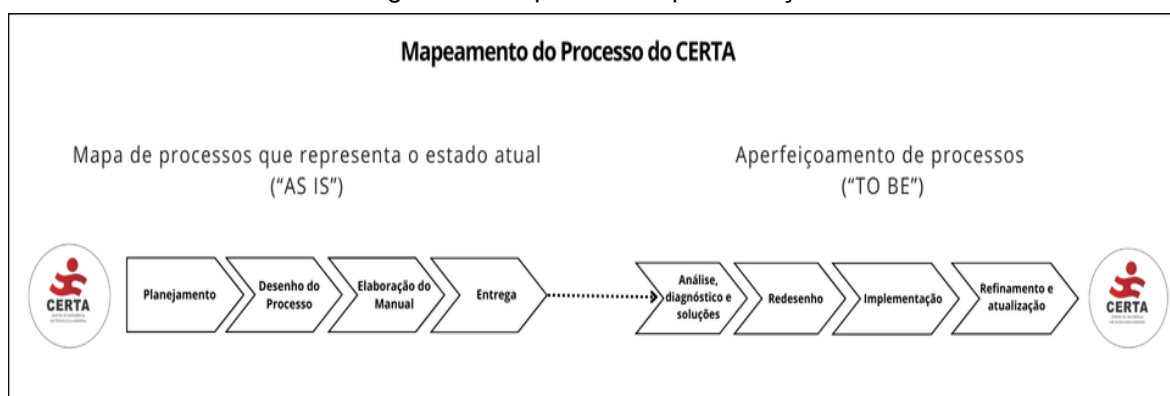 Mapeamento do Processo do CERTA
Mapa de processos que representa o estado atual
(“AS IS”)
Aperfeiçoamento de processos
(“TO BE”)
CERTA
Planejamento
Desenho do
Processo
Elaboração do
Manual
Entrega
Análise,
diagnóstico e
soluções
Redesenho
Implementação
Refinamento e
atualização
CERTA